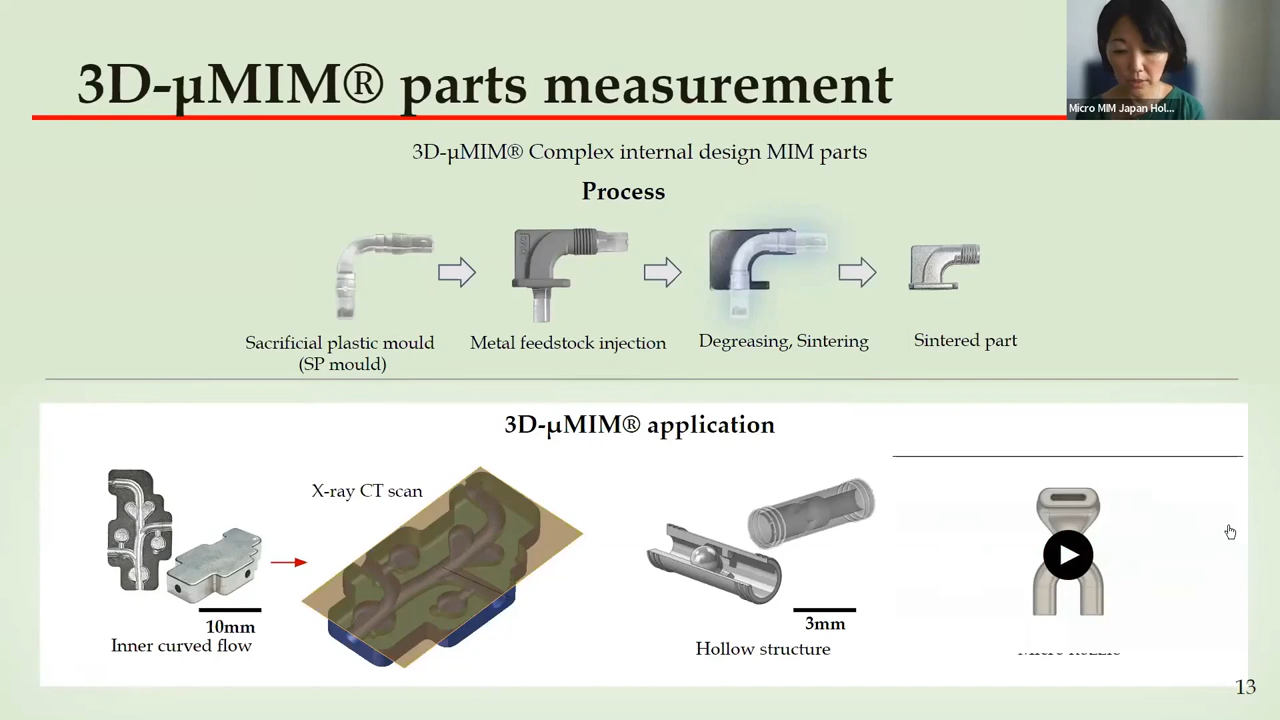 3D-μMIM® parts measurement
Micro MIM Japan Hol...
3D-μMIM® Complex internal design MIM parts
Process
Sacrificial plastic mould
(SP mould)
Metal feedstock injection
Degreasing, Sintering
Sintered part
3D-μMIM® application
X-ray CT scan
10mm
Inner curved flow
3mm
Hollow structure
13